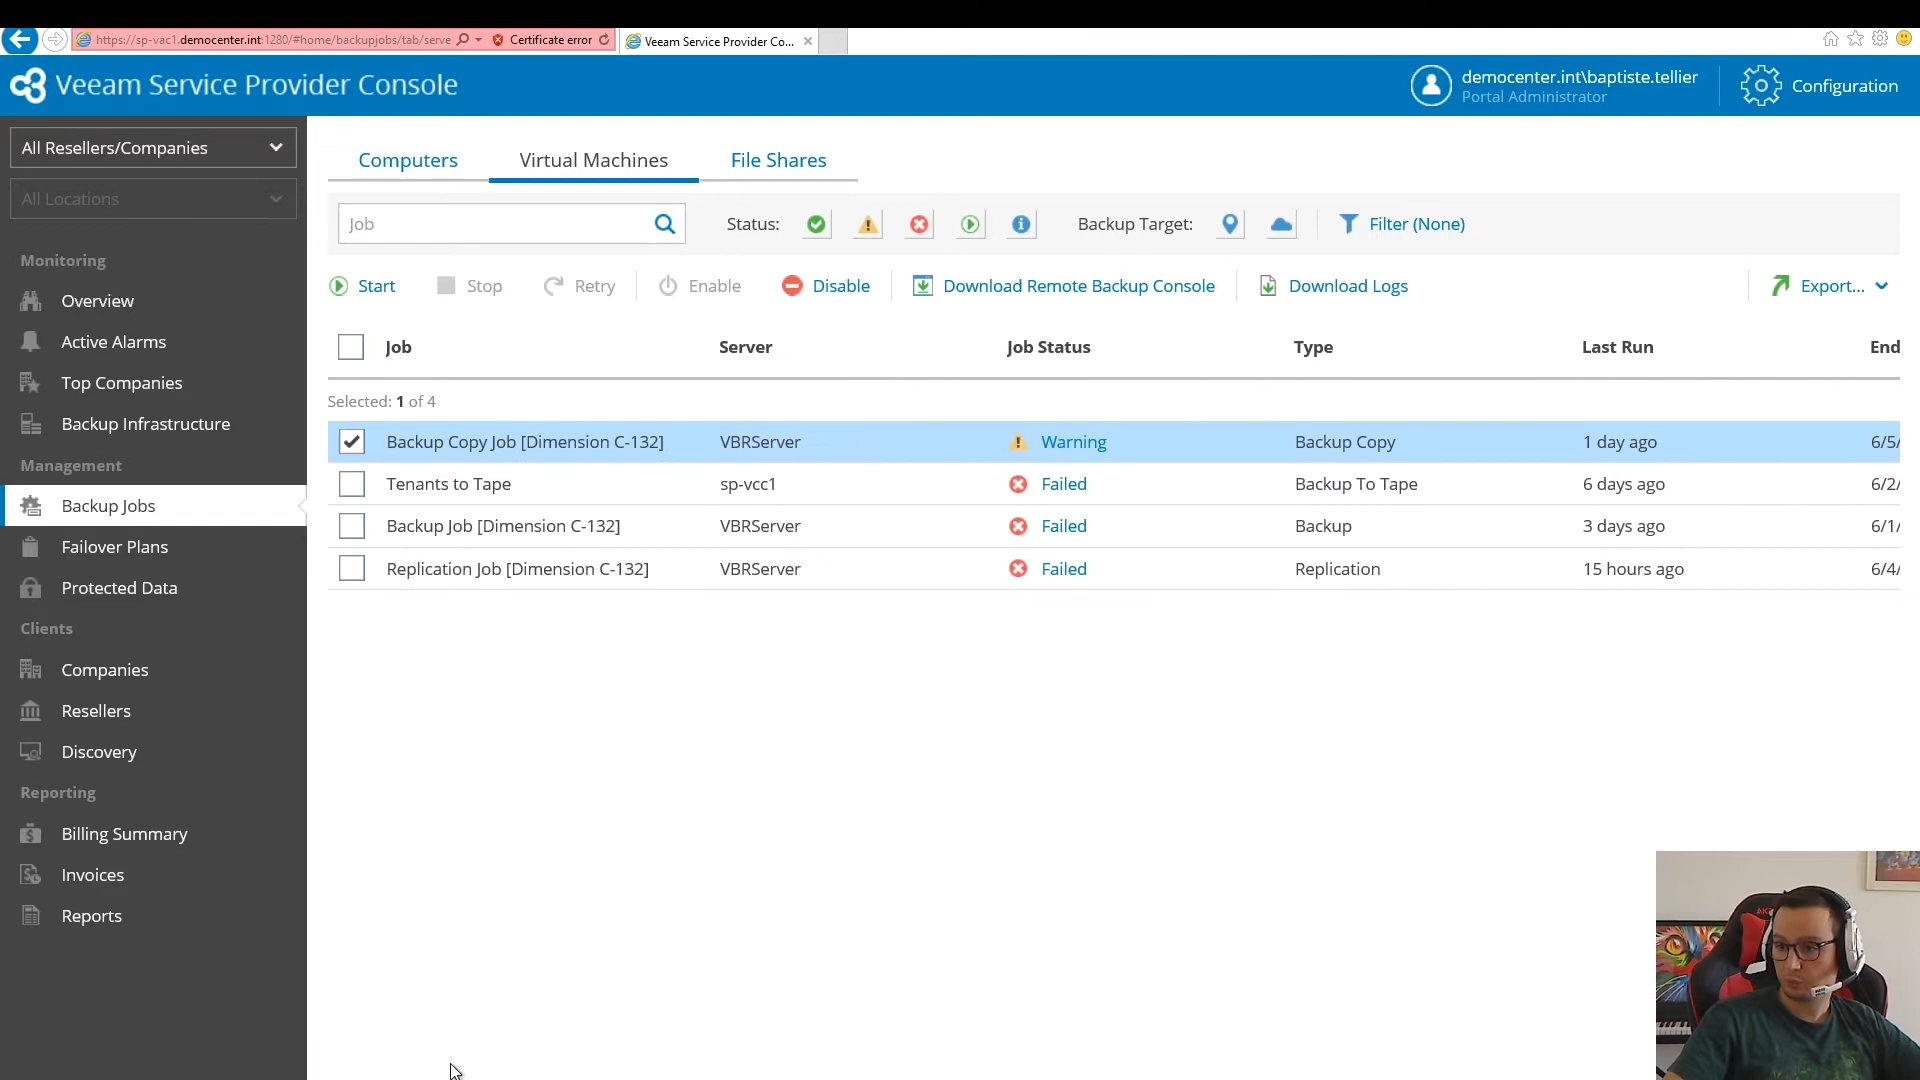 https://sp-vac1.democenter.int:1280/#home/backupjobs/tab/serve
Certificate error
Veeam Service Provider Co...
Veeam Service Provider Console
democenter.int\baptiste.tellier
Portal Administrator
Configuration
All Resellers/Companies
All Locations
Monitoring
Overview
Active Alarms
Top Companies
Backup Infrastructure
Management
Backup Jobs
Failover Plans
Protected Data
Clients
Companies
Resellers
Discovery
Reporting
Billing Summary
Invoices
Reports
Computers Virtual Machines File Shares
Job Status: Backup Target: Filter (None)
Start Stop Retry Enable Disable Download Remote Backup Console Download Logs Export...
Job Server Job Status Type Last Run End
Selected: 1 of 4
Backup Copy Job [Dimension C-132] VBRServer Warning Backup Copy 1 day ago 6/5/
Tenants to Tape sp-vcc1 Failed Backup To Tape 6 days ago 6/2/
Backup Job [Dimension C-132] VBRServer Failed Backup 3 days ago 6/1/
Replication Job [Dimension C-132] VBRServer Failed Replication 15 hours ago 6/4/